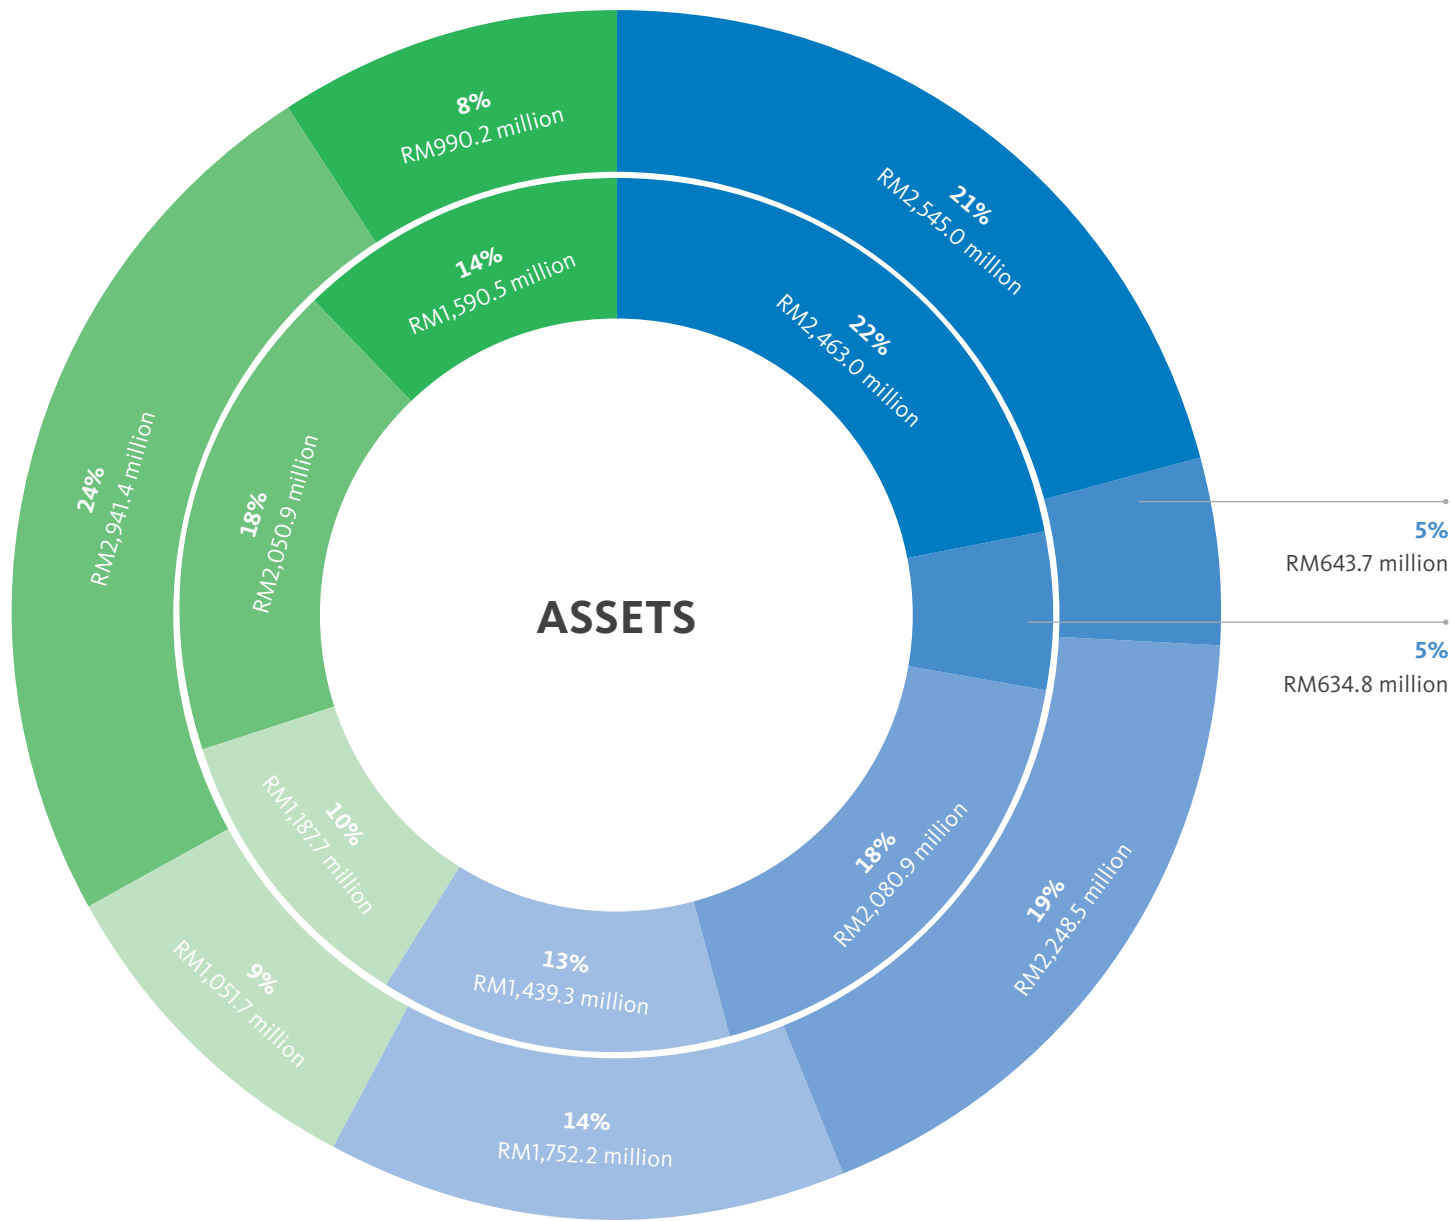 8%
RM990.2 million
21%
RM2,545.0 million
14%
RM1,590.5 million
22%
RM2,463.0 million
24%
RM2,941.4 million
18%
RM2,050.9 million
ASSETS
5%
RM643.7 million
5%
RM634.8 million
10%
RM1,187.7 million
18%
RM2,080.9 million
19%
RM2,248.5 million
13%
RM1,439.3 million
9%
RM1,051.7 million
14%
RM1,752.2 million